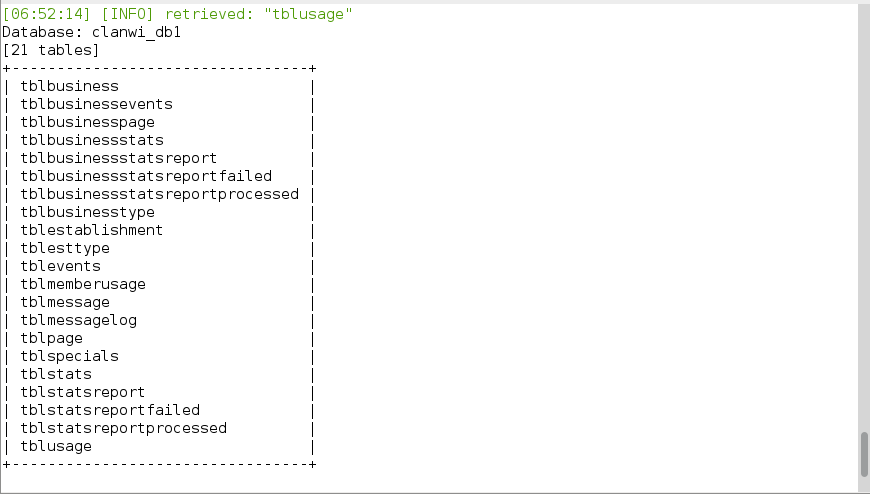 [06:52:14] [INFO] retrieved: "tblusage"
Database: clanwi_db1
[21 tables]
+---------------------------------+
| tblbusiness                     |
| tblbusinessevents               |
| tblbusinesspage                 |
| tblbusinessstats                |
| tblbusinessstatsreport          |
| tblbusinessstatsreportfailed    |
| tblbusinessstatsreportprocessed |
| tblbusinesstype                 |
| tblestablishment                |
| tblesttype                      |
| tblevents                       |
| tblmemberusage                  |
| tblmessage                      |
| tblmessagelog                   |
| tblpage                         |
| tblspecials                     |
| tblstats                        |
| tblstatsreport                  |
| tblstatsreportfailed            |
| tblstatsreportprocessed         |
| tblusage                        |
+---------------------------------+